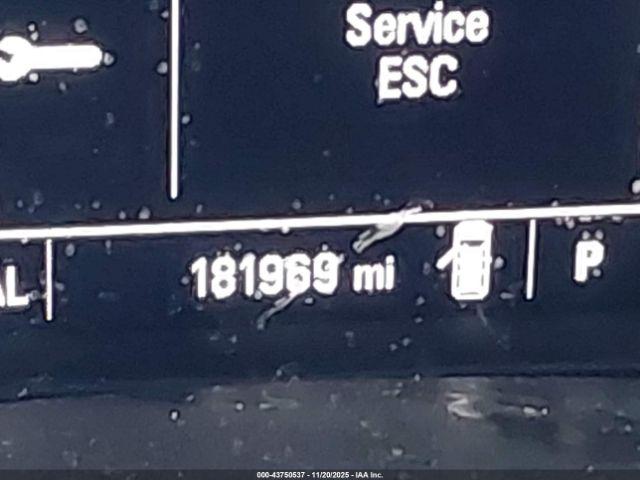 Service
ESC
AL
181969 mi
P
000-43750537 - 11/20/2025 - IAA Inc.